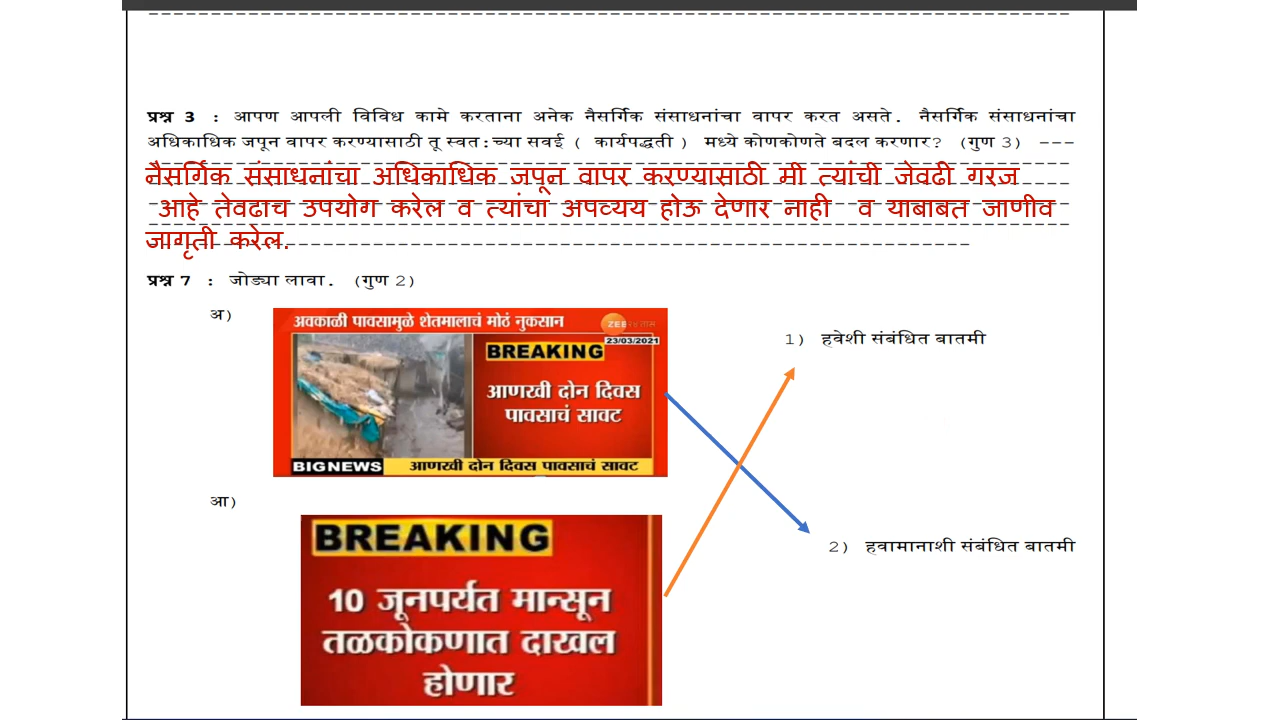 प्रश्न 3 : आपण आपली विविध कामे करताना अनेक नैसर्गिक संसाधनांचा वापर करत असते. नैसर्गिक संसाधनांचा
अधिकाधिक जपून वापर करण्यासाठी तू स्वत:च्या सवई ( कार्यपद्धती ) मध्ये कोणकोणते बदल करणार? (गुण 3) ---
नैसर्गिक संसाधनांचा अधिकाधिक जपून वापर करण्यासाठी मी त्यांची जेवढी गरज
आहे तेवढाच उपयोग करेल व त्यांचा अपव्यय होऊ देणार नाही व याबाबत जाणीव
जागृती करेल.
प्रश्न 7 : जोड्या लावा. (गुण 2)
अ)
अवकाळी पावसामुळे शेतमालाचं मोठं नुकसान
ZEE २४ तास
23/03/2021
BREAKING
आणखी दोन दिवस
पावसाचं सावट
BIGNEWS आणखी दोन दिवस पावसाचं सावट
1) हवेशी संबंधित बातमी
आ)
BREAKING
10 जूनपर्यंत मान्सून
तळकोकणात दाखल
होणार
2) हवामानाशी संबंधित बातमी